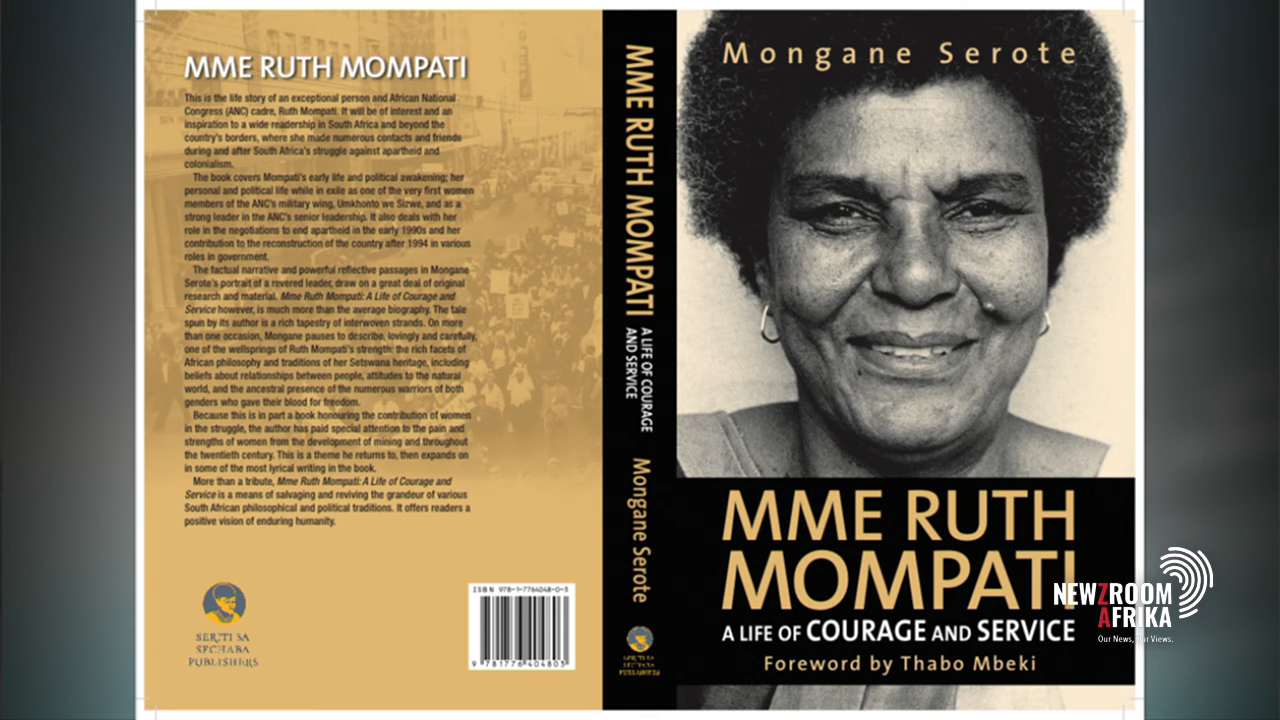 MME RUTH MOMPATI
This is the life story of an exceptional person and African National
Congress (ANC) cadre, Ruth Mompati. It will be of interest and an
inspiration to a wide readership in South Africa and beyond the
country's borders, where she made numerous contacts and friends
during and after South Africa's struggle against apartheid and
colonialism.
The book covers Mompati's early life and political awakening; her
personal and political life while in exile as one of the very first women
members of the ANC's military wing, Umkhonto we Sizwe, and as a
strong leader in the ANC's senior leadership. It also deals with her
role in the negotiations to end apartheid in the early 1990s and her
contribution to the reconstruction of the country after 1994 in various
roles in government.
The factual narrative and powerful reflective passages in Mongane
Serote's portrait of a revered leader, draw on a great deal of original
research and material. Mme Ruth Mompati: A Life of Courage and
Service however, is much more than the average biography. The tale
spun by its author is a rich tapestry of interwoven strands. On more
than one occasion, Mongane pauses to describe, lovingly and carefully,
one of the wellsprings of Ruth Mompati's strength: the rich facets of
African philosophy and traditions of her Setswana heritage, including
beliefs about relationships between people, attitudes to the natural
world, and the ancestral presence of the numerous warriors of both
genders who gave their blood for freedom.
Because this is in part a book honouring the contribution of women
in the struggle, the author has paid special attention to the pain and
strengths of women from the development of mining and throughout
the twentieth century. This is a theme he returns to, then expands on
in some of the most lyrical writing in the book.
More than a tribute, Mme Ruth Mompati: A Life of Courage and
Service is a means of salvaging and reviving the grandeur of various
South African philosophical and political traditions. It offers readers a
positive vision of enduring humanity.
SERITI SA
SECHABA
PUBLISHERS
ISBN 978-1-7764048-0-3
9 781776 404803
MME RUTH MOMPATI
A LIFE OF COURAGE
AND SERVICE
Mongane Serote
SERITI SA
SECHABA
PUBLISHERS
Mongane Serote
MME RUTH
MOMPATI
A LIFE OF COURAGE AND SERVICE
Foreword by Thabo Mbeki
NEWZROOM
AFRIKA
Our News, Our Views.